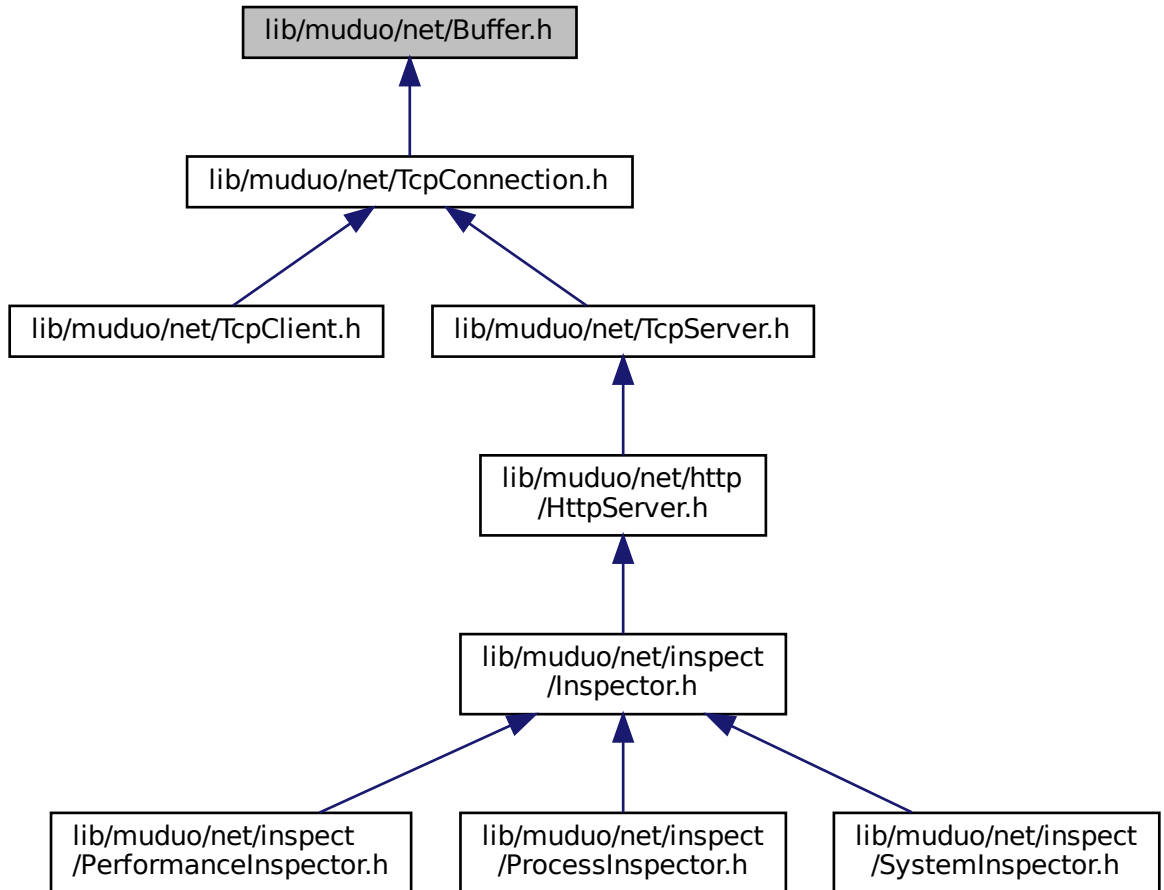 lib/muduo/net/Buffer.h
lib/muduo/net/TcpConnection.h
lib/muduo/net/TcpClient.h
lib/muduo/net/TcpServer.h
lib/muduo/net/http
/HttpServer.h
lib/muduo/net/inspect
/Inspector.h
lib/muduo/net/inspect
/PerformanceInspector.h
lib/muduo/net/inspect
/ProcessInspector.h
lib/muduo/net/inspect
/SystemInspector.h